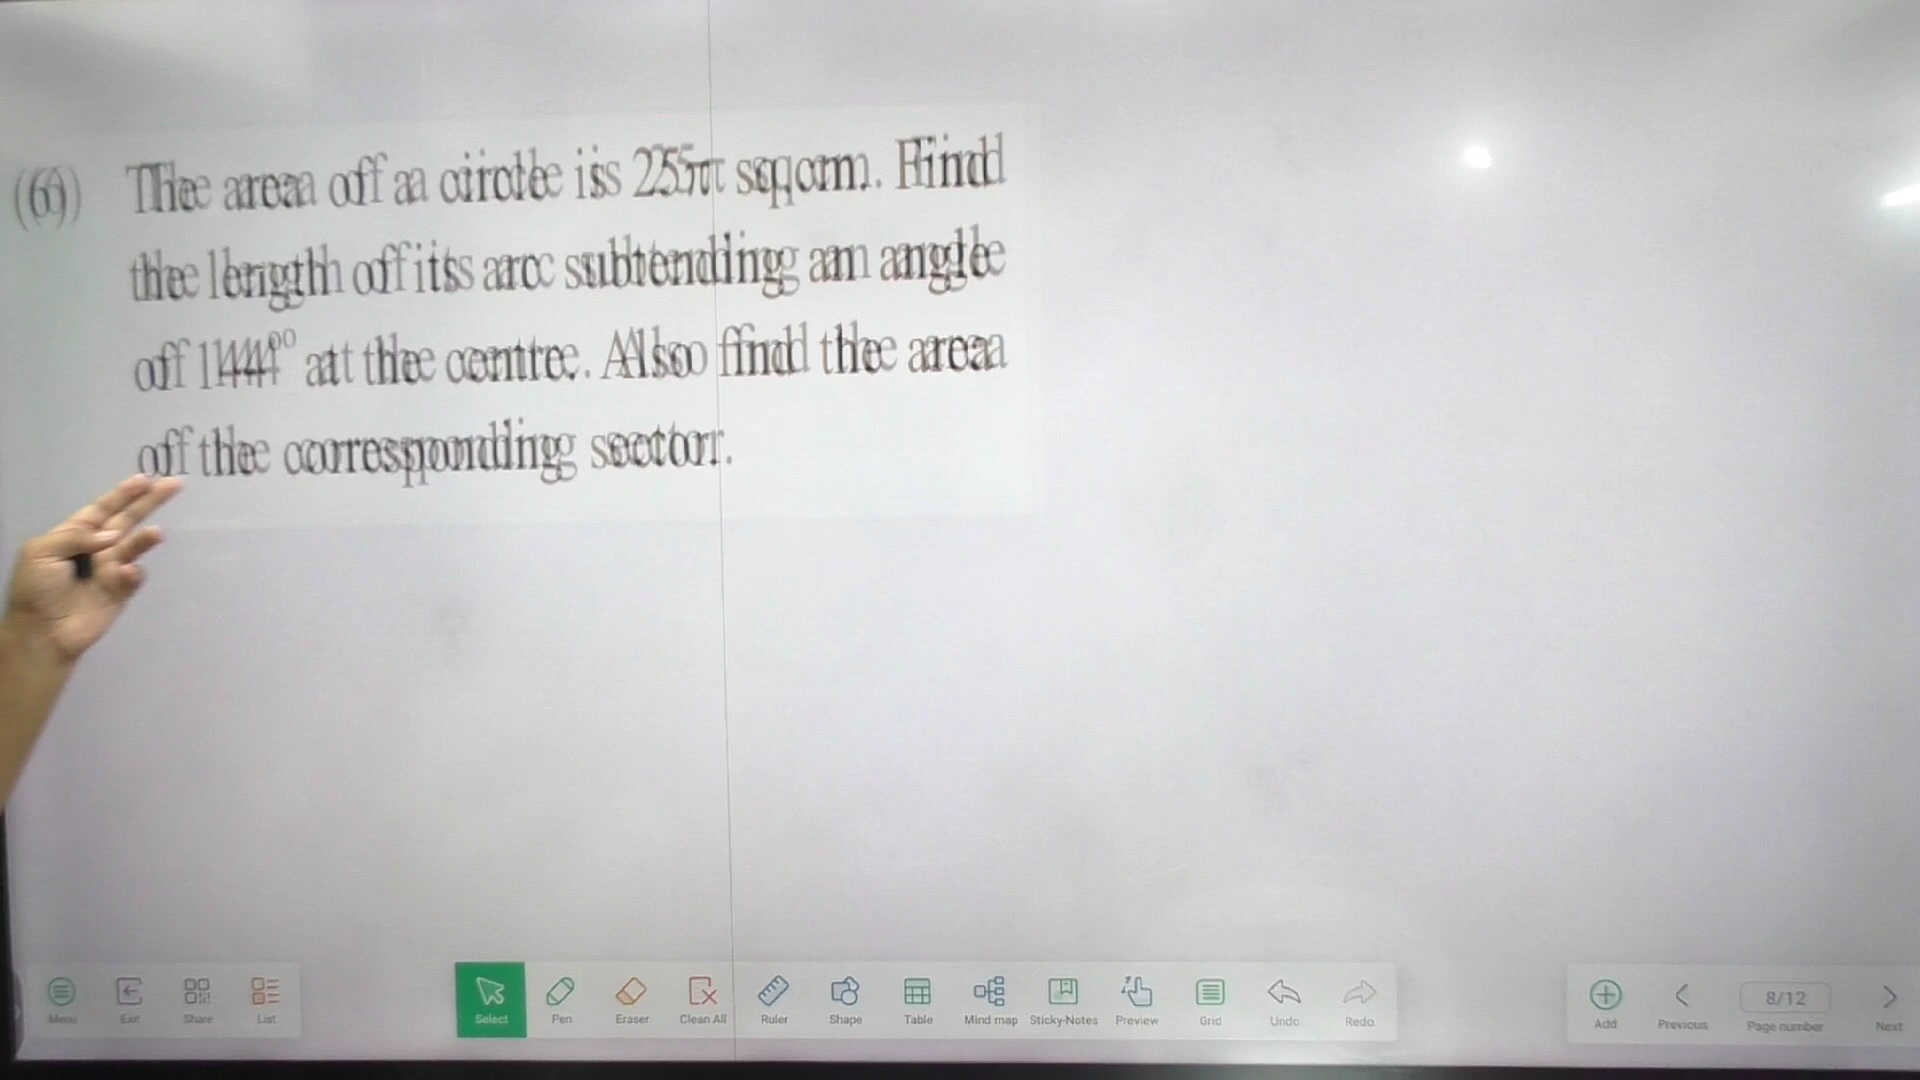 (6) The area of a circle is 25π sq.cm. Find
the length of its arc subtending an angle
of 144° at the centre. Also find the area
of the corresponding sector.
Menu Exit Share List Select Pen Eraser Clean All Ruler Shape Table Mind map Sticky-Notes Preview Grid Undo Redo Add Previous 8/12 Page number Next